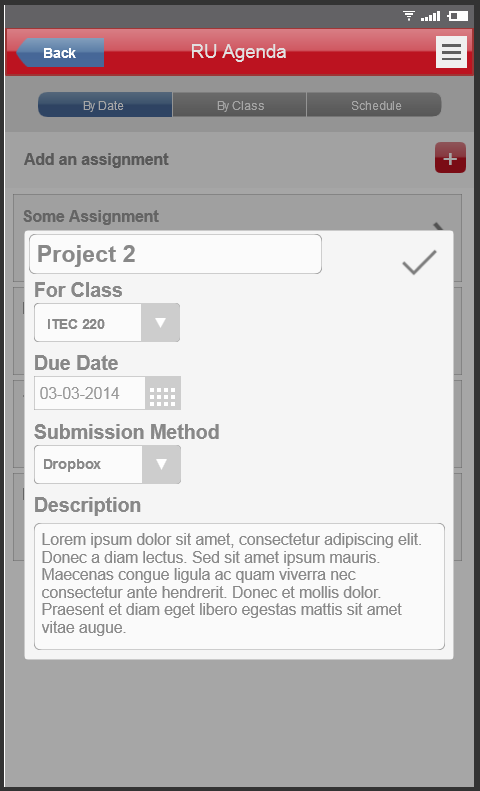 Back
RU Agenda
By Date
By Class
Schedule
Add an assignment
+
Some Assignment
Project 2
For Class
ITEC 220
Due Date
03-03-2014
Submission Method
Dropbox
Description
Lorem ipsum dolor sit amet, consectetur adipiscing elit.
Donec a diam lectus. Sed sit amet ipsum mauris.
Maecenas congue ligula ac quam viverra nec
consectetur ante hendrerit. Donec et mollis dolor.
Praesent et diam eget libero egestas mattis sit amet
vitae augue.